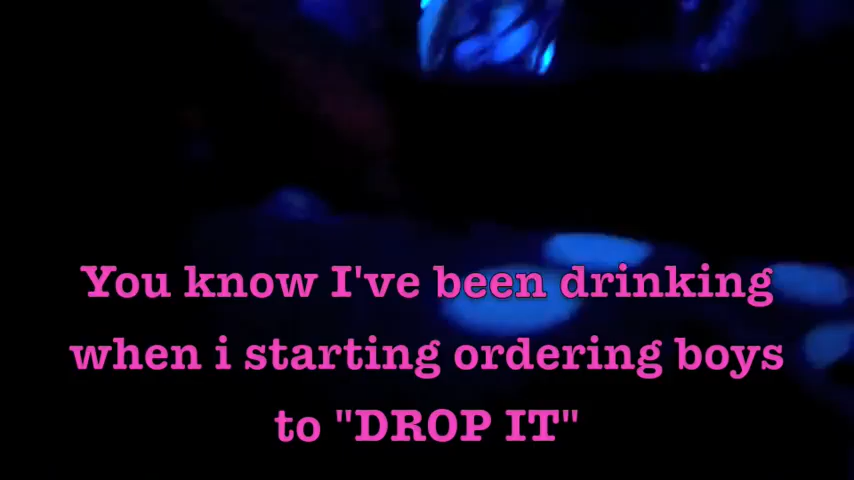 You know I've been drinking
when i starting ordering boys
to "DROP IT"